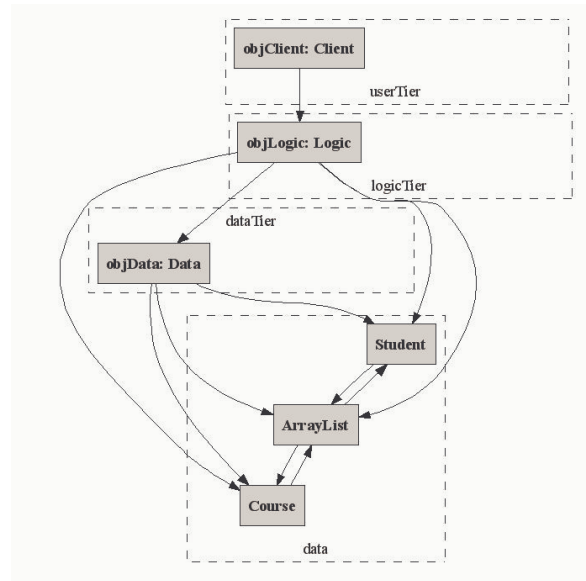 objClient: Client
userTier
objLogic: Logic
logicTier
dataTier
objData: Data
Student
ArrayList
Course
data